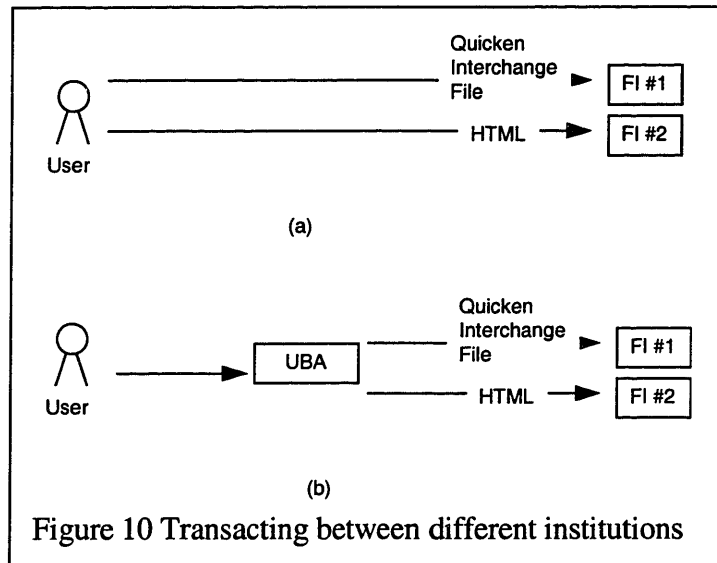 Quicken
Interchange
File
FI #1
HTML
FI #2
User
(a)
Quicken
Interchange
File
FI #1
UBA
HTML
FI #2
User
(b)
Figure 10 Transacting between different institutions